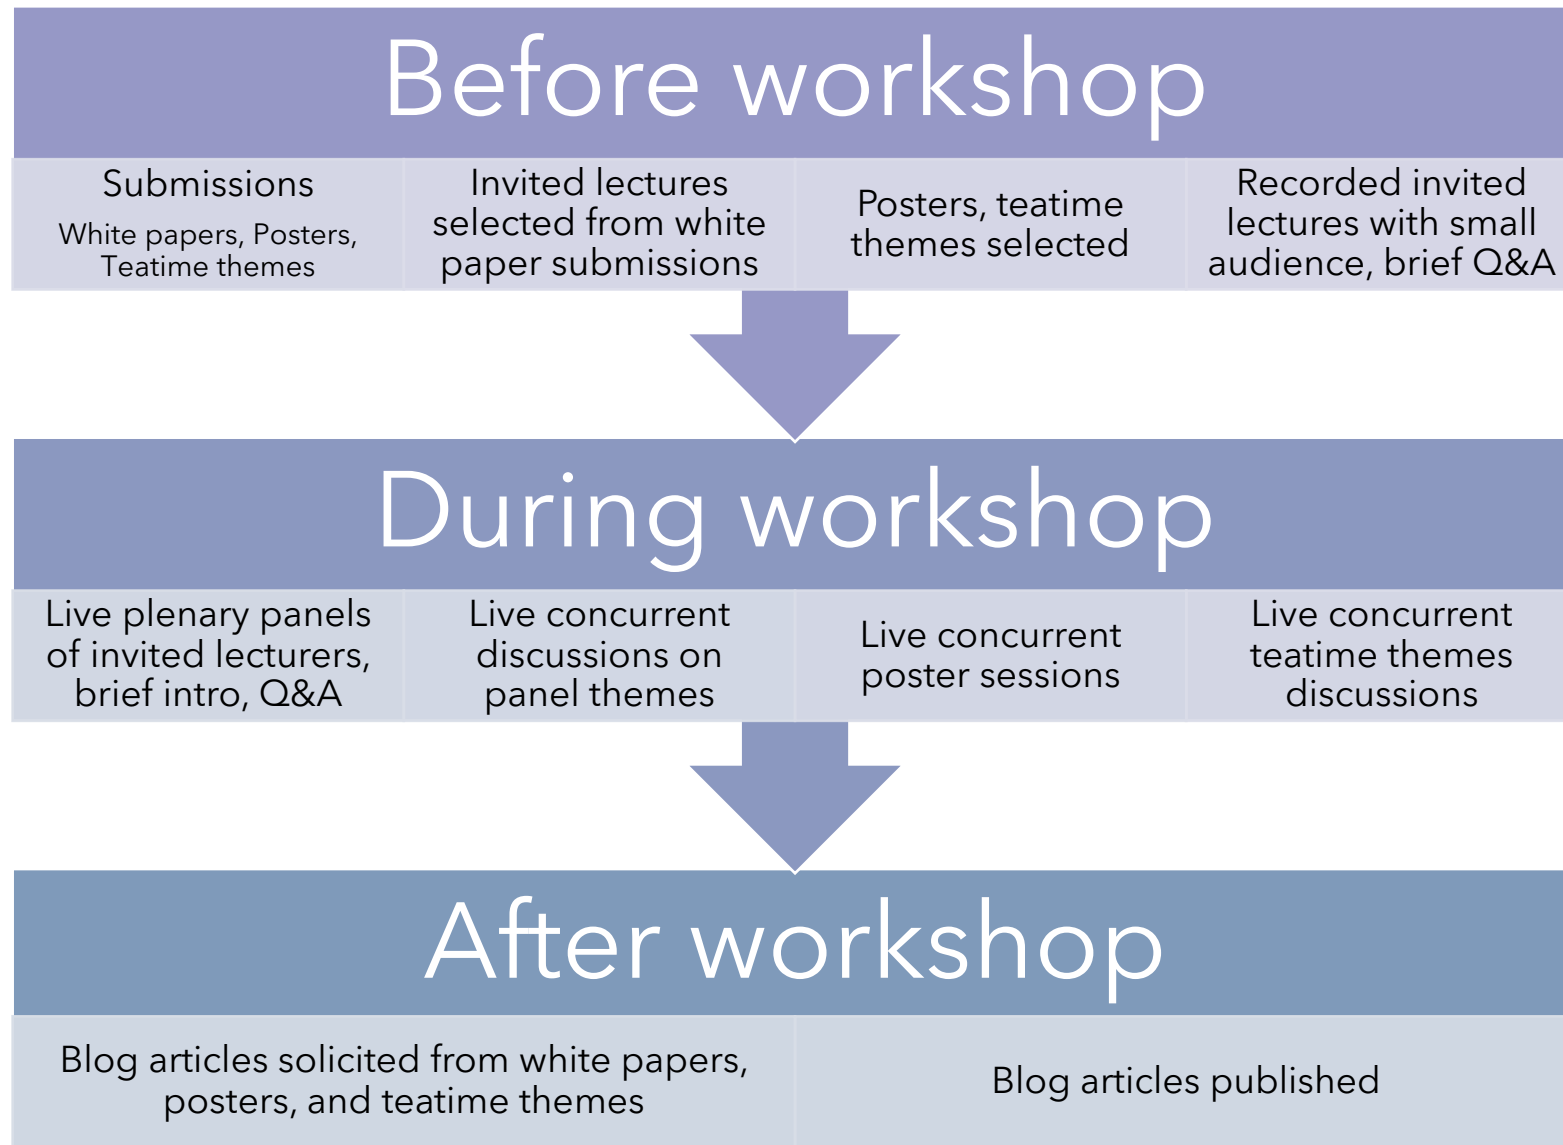 Before workshop
Submissions
White papers, Posters,
Teatime themes
Invited lectures
selected from white
paper submissions
Posters, teatime
themes selected
Recorded invited
lectures with small
audience, brief Q&A
During workshop
Live plenary panels
of invited lecturers,
brief intro, Q&A
Live concurrent
discussions on
panel themes
Live concurrent
poster sessions
Live concurrent
teatime themes
discussions
After workshop
Blog articles solicited from white papers,
posters, and teatime themes
Blog articles published